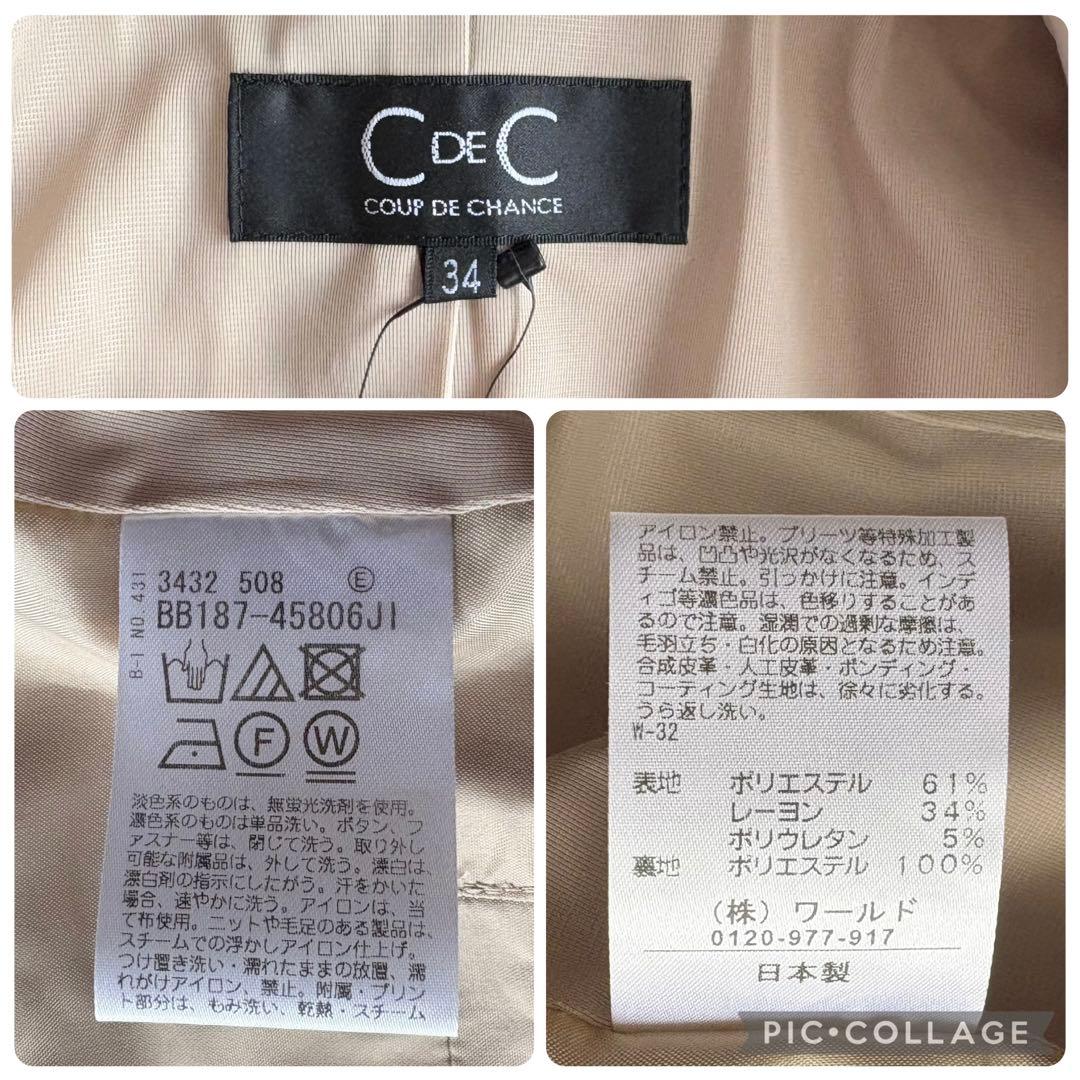 C DE C
COUP DE CHANCE
34
B-1 NO 431
3432 508 Ⓔ
BB187-45806JI
F W
淡色系のものは、無蛍光洗剤を使用。
濃色系のものは単品洗い。ボタン、フ
ァスナー等は、閉じて洗う。取り外し
可能な附属品は、外して洗う。漂白は、
漂白剤の指示にしたがう。汗をかいた
場合、速やかに洗う。アイロンは、当
て布使用。ニットや毛足のある製品は、
スチームでの浮かしアイロン仕上げ。
つけ置き洗い・濡れたままの放置、濡
れがけアイロン、禁止。附属・プリン
ト部分は、もみ洗い、乾熱・スチーム
アイロン禁止。プリーツ等特殊加工製
品は、凹凸や光沢がなくなるため、ス
チーム禁止。引っかけに注意。インデ
ィゴ等濃色品は、色移りすることがあ
るので注意。湿潤での過剰な摩擦は、
毛羽立ち・白化の原因となるため注意。
合成皮革・人工皮革・ボンディング・
コーティング生地は、徐々に劣化する。
うら返し洗い。
W-32
表地 ポリエステル 61%
レーヨン 34%
ポリウレタン 5%
裏地 ポリエステル 100%
(株) ワールド
0120-977-917
日本製
PIC•COLLAGE